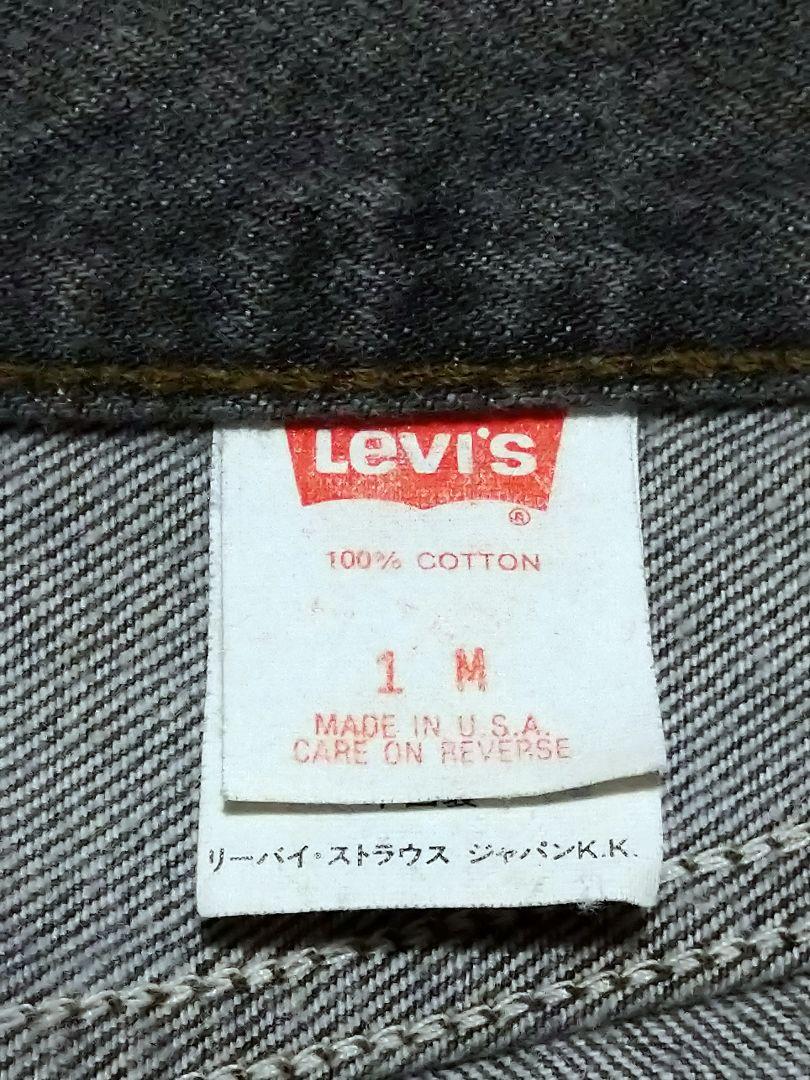 Levi's
®
100% COTTON
1 M
MADE IN U.S.A.
CARE ON REVERSE
リーバイ・ストラウス ジャパンK.K.